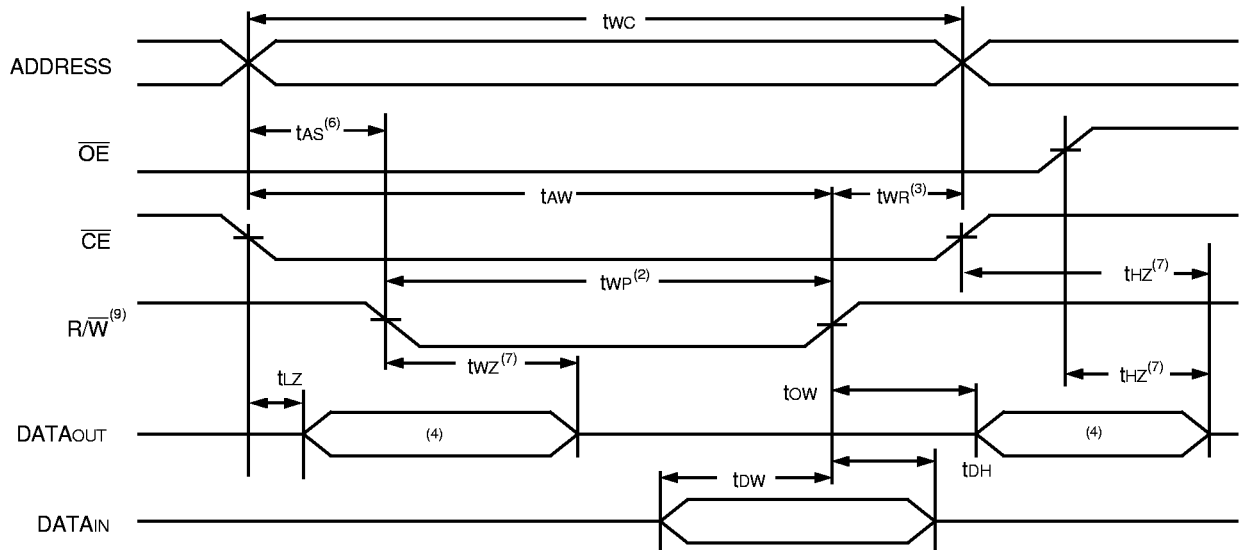 tWC
ADDRESS
tAS(6)
OE
tAW
tWR(3)
CE
tWP(2)
tHZ(7)
R/W(9)
tWZ(7)
tHZ(7)
tLZ
tOW
DATAOUT
(4)
(4)
tDW
tDH
DATAIN